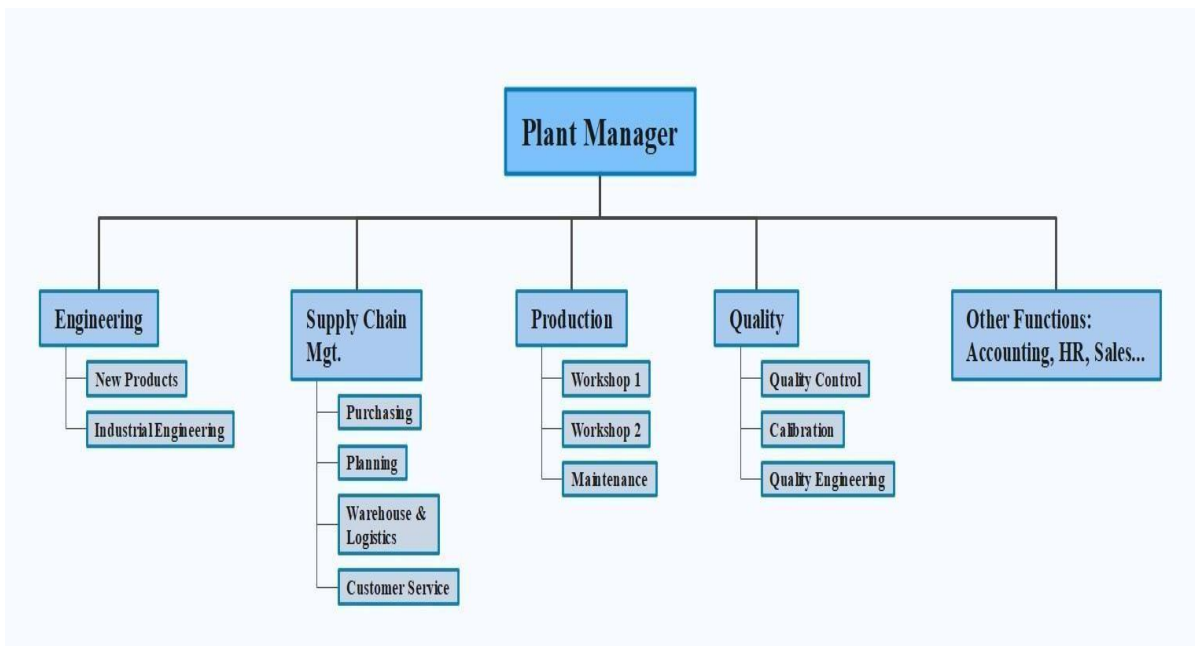 Plant Manager
Engineering
New Products
Industrial Engineering
Supply Chain
Mgt.
Purchasing
Planning
Warehouse &
Logistics
Customer Service
Production
Workshop 1
Workshop 2
Maintenance
Quality
Quality Control
Calibration
Quality Engineering
Other Functions:
Accounting, HR, Sales...